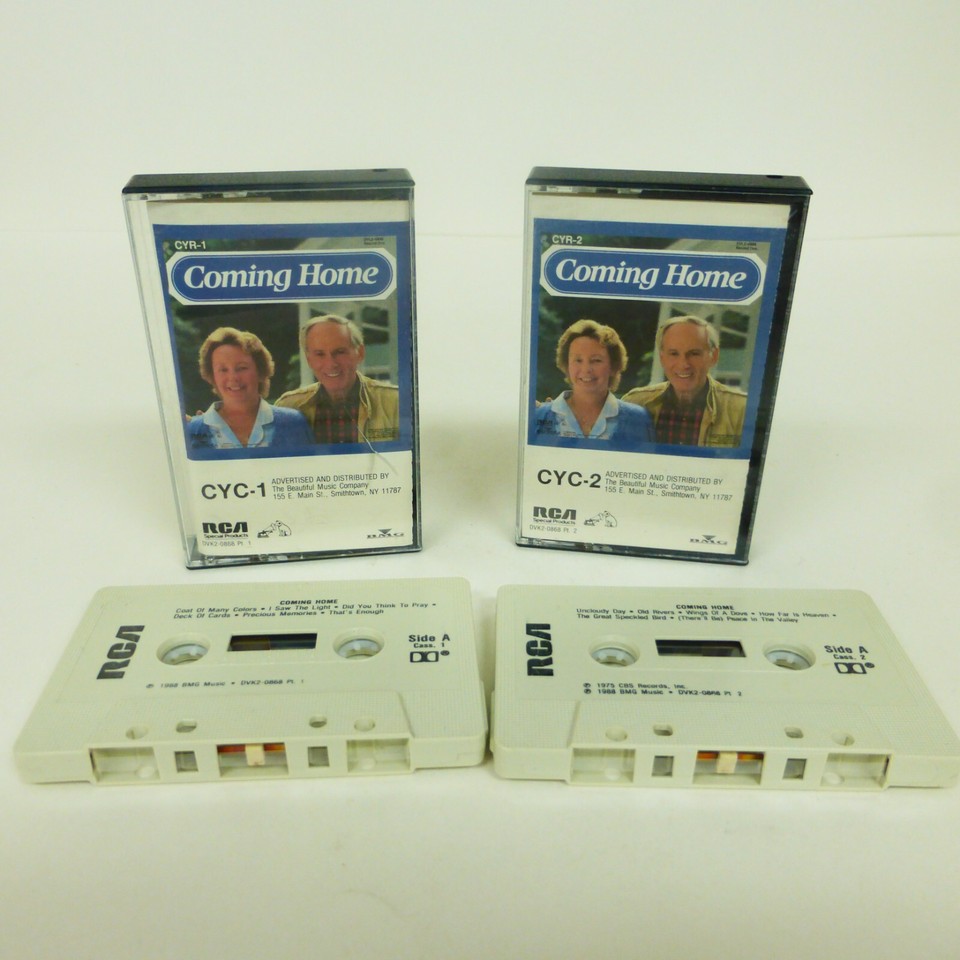 CYR-1
Coming Home
CYC-1
ADVERTISED AND DISTRIBUTED BY
The Beautiful Music Company
155 E. Main St., Smithtown, NY 11787
RCA
Special Products
DVK2-0868 Pt. 1
BMG
CYR-2
Coming Home
CYC-2
ADVERTISED AND DISTRIBUTED BY
The Beautiful Music Company
155 E. Main St., Smithtown, NY 11787
RCA
Special Products
DVK2-0868 Pt. 2
BMG
COMING HOME
Coat Of Many Colors • I Saw The Light • Did You Think To Pray •
Deck Of Cards • Precious Memories • That's Enough
RCA
Side A
Cass. 1
℗ 1988 BMG Music • DVK2-0868 Pt. 1
COMING HOME
Uncloudy Day • Old Rivers • Wings Of A Dove • How Far Is Heaven •
The Great Speckled Bird • (There'll Be) Peace In The Valley
RCA
Side A
Cass. 2
℗ 1975 CBS Records, Inc.
℗ 1988 BMG Music • DVK2-0868 Pt. 2